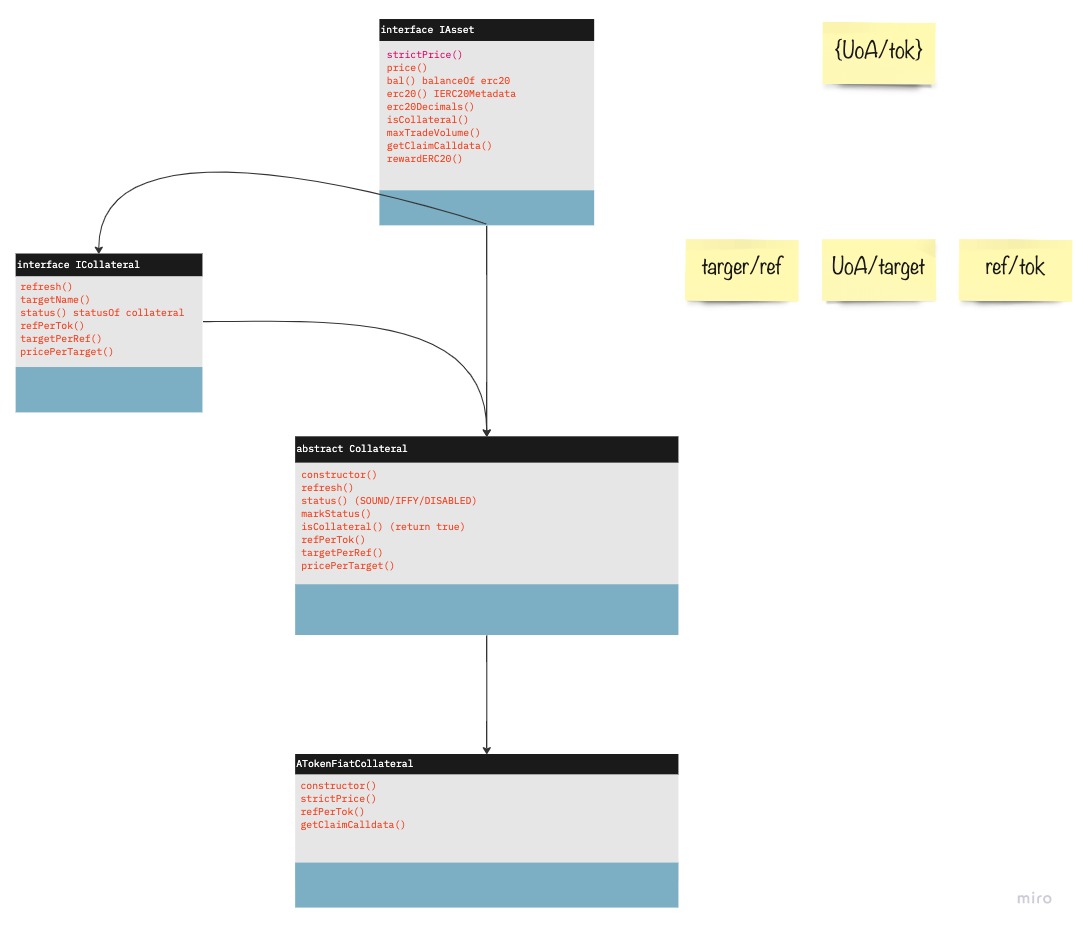 interface IAsset
strictPrice()
price()
bal() balanceOf erc20
erc20() IERC20Metadata
erc20Decimals()
isCollateral()
maxTradeVolume()
getClaimCalldata()
rewardERC20()
{UoA/tok}
interface ICollateral
refresh()
targetName()
status() statusOf collateral
refPerTok()
targetPerRef()
pricePerTarget()
targer/ref
UoA/target
ref/tok
abstract Collateral
constructor()
refresh()
status() (SOUND/IFFY/DISABLED)
markStatus()
isCollateral() (return true)
refPerTok()
targetPerRef()
pricePerTarget()
ATokenFiatCollateral
constructor()
strictPrice()
refPerTok()
getClaimCalldata()
miro